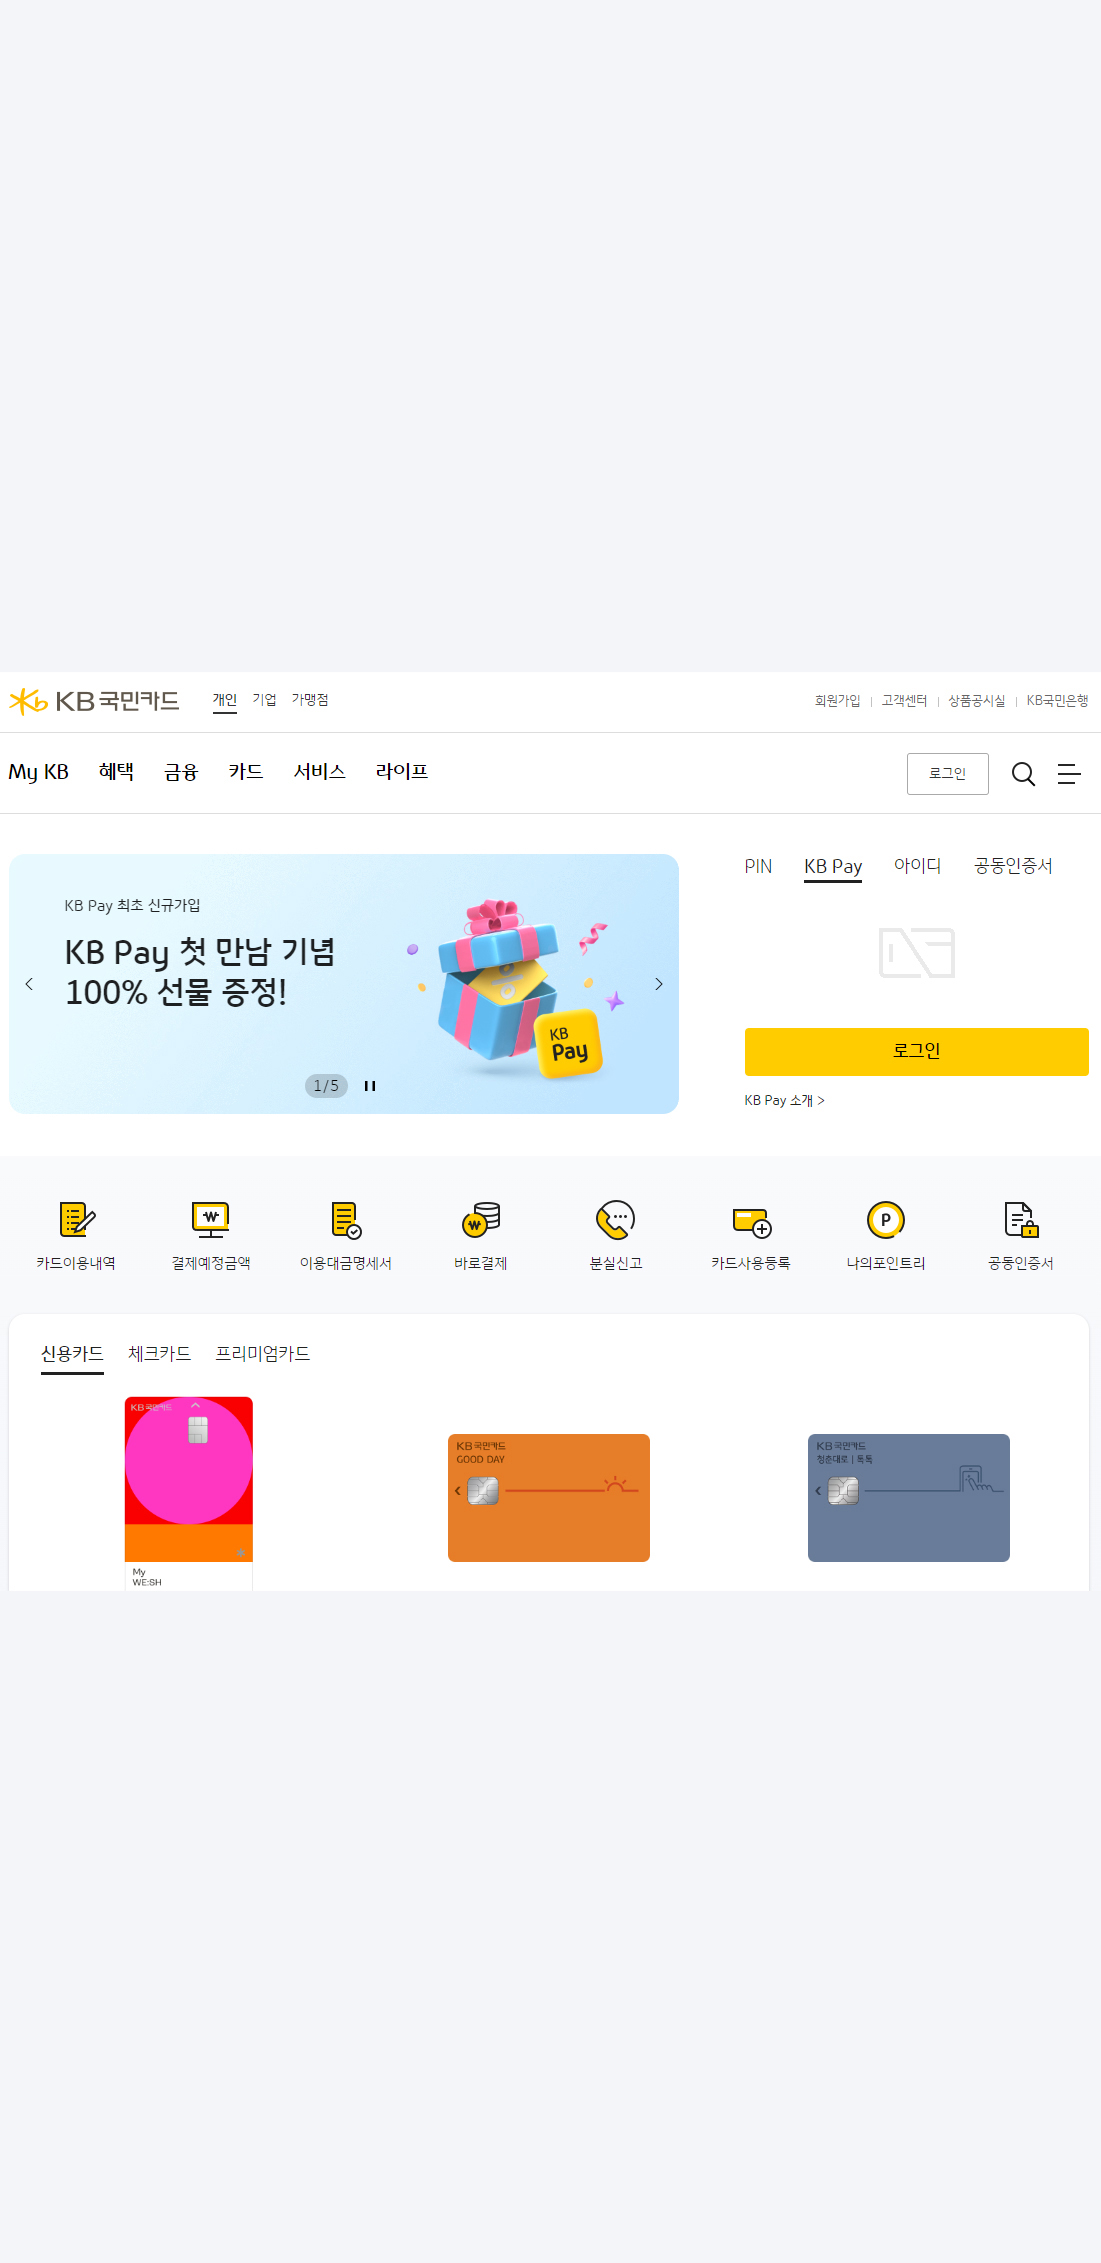 KB국민카드 개인 기업 가맹점 회원가입 고객센터 상품공시실 KB국민은행
My KB 혜택 금융 카드 서비스 라이프 로그인
PIN KB Pay 아이디 공동인증서
KB Pay 최초 신규가입
KB Pay 첫 만남 기념
100% 선물 증정!
KB
Pay
1/5
로그인
KB Pay 소개 >
카드이용내역 결제예정금액 이용대금명세서 바로결제 분실신고 카드사용등록 나의포인트리 공동인증서
신용카드 체크카드 프리미엄카드
KB국민카드
My
WE:SH
KB국민카드
GOOD DAY
KB국민카드
청춘대로 | 톡톡